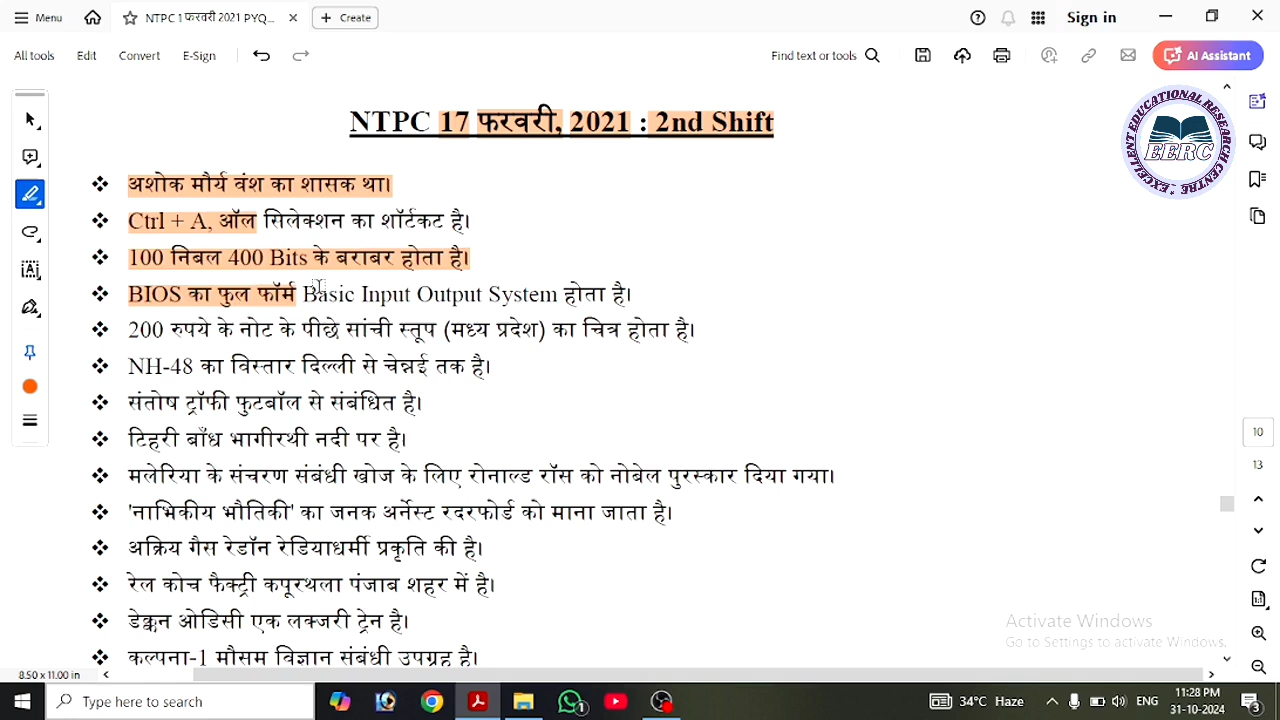 Menu
NTPC 1 फरवरी 2021 PYQ...
Create
Sign in
All tools Edit Convert E-Sign
Find text or tools
AI Assistant
NTPC 17 फरवरी, 2021 : 2nd Shift
EXCELLENT EDUCATIONAL RESEARCH CENTRE
EERC
❖ अशोक मौर्य वंश का शासक था।
❖ Ctrl + A, ऑल सिलेक्शन का शॉर्टकट है।
❖ 100 निबल 400 Bits के बराबर होता है।
❖ BIOS का फुल फॉर्म Basic Input Output System होता है।
❖ 200 रुपये के नोट के पीछे सांची स्तूप (मध्य प्रदेश) का चित्र होता है।
❖ NH-48 का विस्तार दिल्ली से चेन्नई तक है।
❖ संतोष ट्रॉफी फुटबॉल से संबंधित है।
❖ टिहरी बाँध भागीरथी नदी पर है।
❖ मलेरिया के संचरण संबंधी खोज के लिए रोनाल्ड रॉस को नोबेल पुरस्कार दिया गया।
❖ 'नाभिकीय भौतिकी' का जनक अर्नेस्ट रदरफोर्ड को माना जाता है।
❖ अक्रिय गैस रेडॉन रेडियाधर्मी प्रकृति की है।
❖ रेल कोच फैक्ट्री कपूरथला पंजाब शहर में है।
❖ डेक्कन ओडिसी एक लक्जरी ट्रेन है।
❖ कल्पना-1 मौसम विज्ञान संबंधी उपग्रह है।
10
13
Activate Windows
Go to Settings to activate Windows.
8.50 x 11.00 in
Type here to search
1
34°C Haze
ENG
11:28 PM
31-10-2024
3